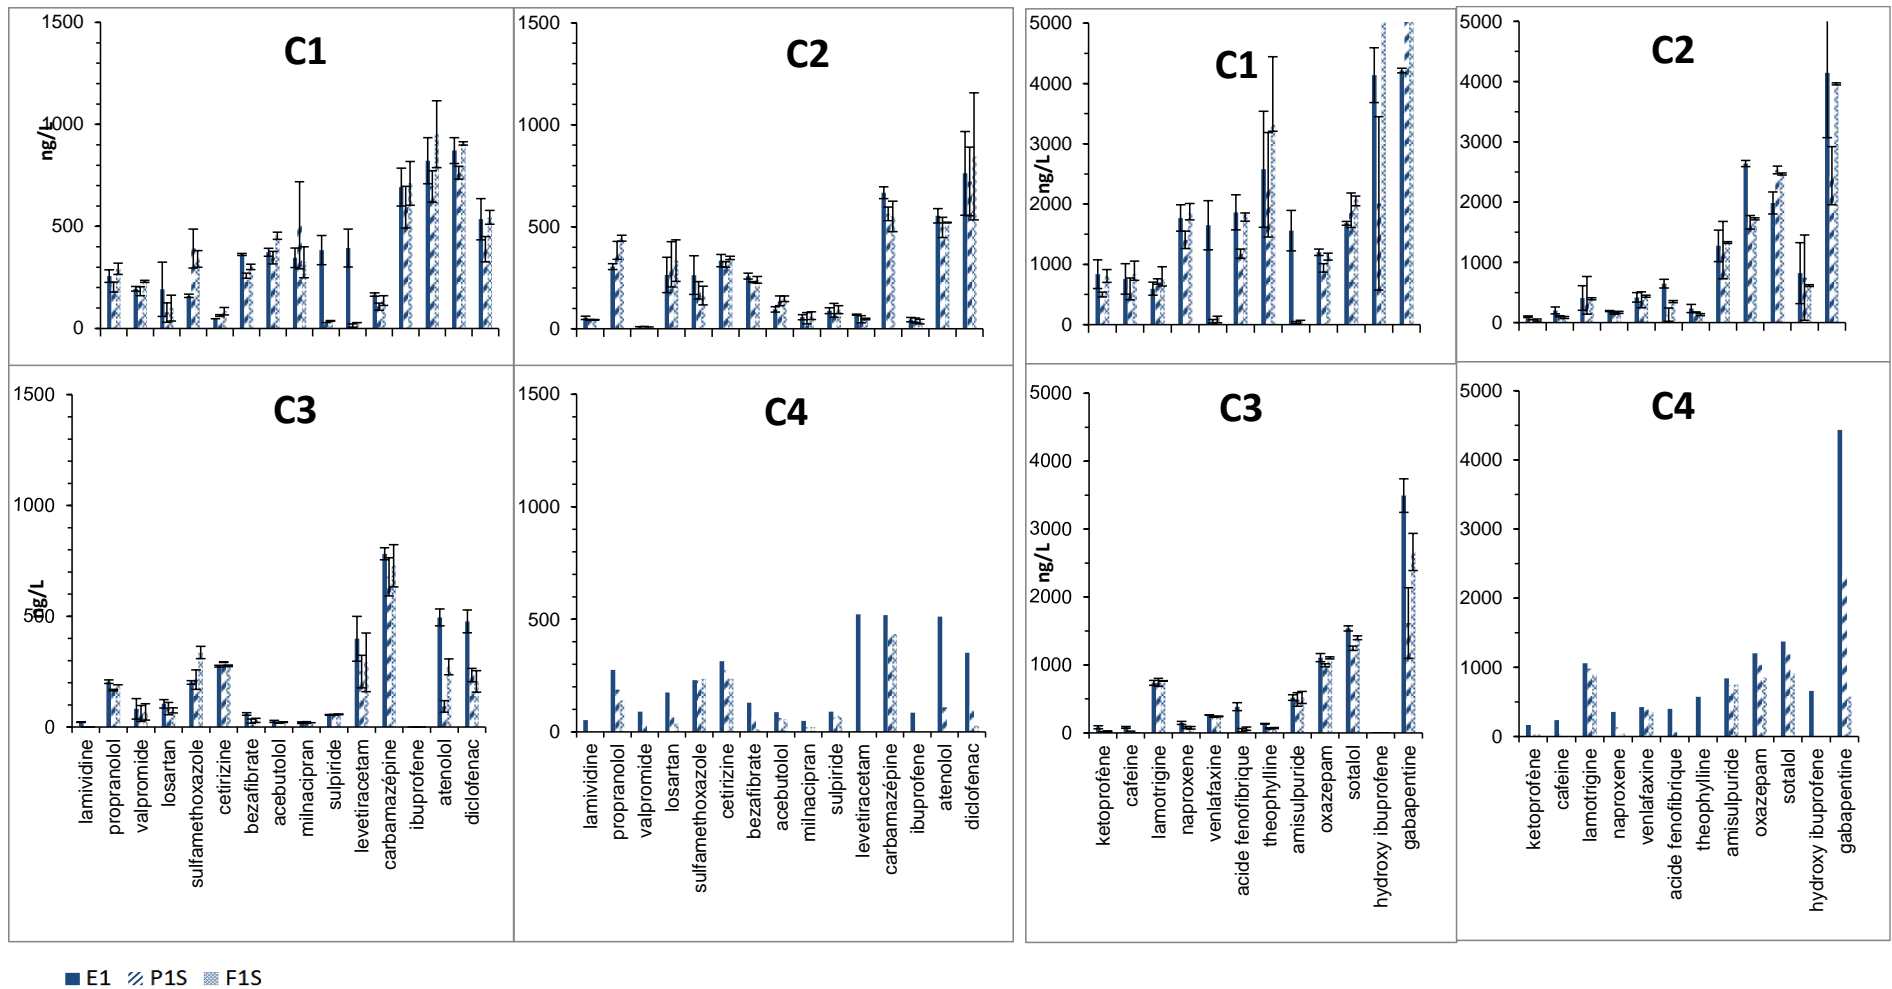 C1
1500
1000
500
0
ng/L
C2
1500
1000
500
0
C1
5000
4000
3000
2000
1000
0
ng/L
C2
5000
4000
3000
2000
1000
0
C3
1500
1000
500
0
ng/L
lamividine
propranolol
valpromide
losartan
sulfamethoxazole
cetirizine
bezafibrate
acebutolol
milnacipran
sulpiride
levetiracetam
carbamazépine
ibuprofene
atenolol
diclofenac
C4
1500
1000
500
0
lamividine
propranolol
valpromide
losartan
sulfamethoxazole
cetirizine
bezafibrate
acebutolol
milnacipran
sulpiride
levetiracetam
carbamazépine
ibuprofène
atenolol
diclofenac
C3
5000
4000
3000
2000
1000
0
ng/L
ketoprofène
cafeine
lamotrigine
naproxene
venlafaxine
acide fenofibrique
theophylline
amisulpuride
oxazepam
sotalol
hydroxy ibuprofene
gabapentine
C4
5000
4000
3000
2000
1000
0
ketoprofène
cafeine
lamotrigine
naproxene
venlafaxine
acide fenofibrique
theophylline
amisulpuride
oxazepam
sotalol
hydroxy ibuprofene
gabapentine
E1 P1S F1S